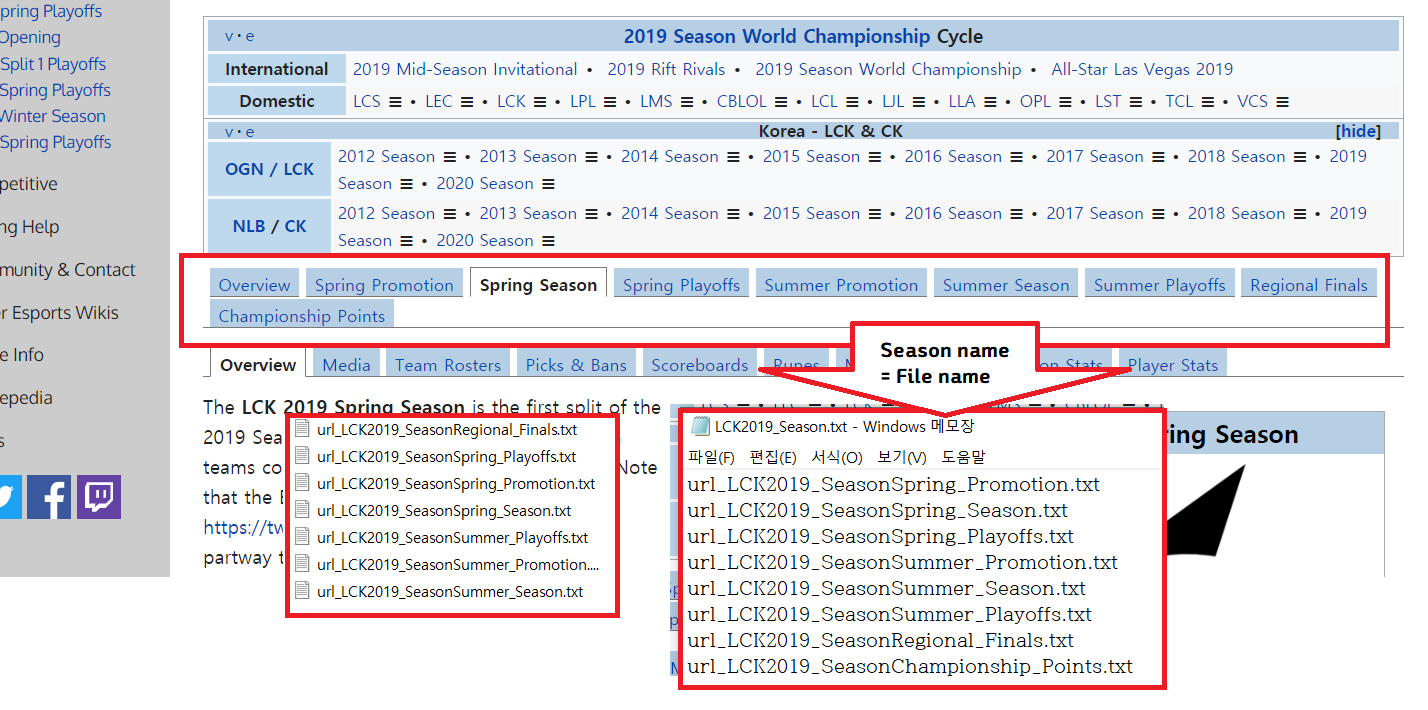 pring Playoffs
Opening
Split 1 Playoffs
Spring Playoffs
Winter Season
Spring Playoffs
petitive
ng Help
munity & Contact
r Esports Wikis
e Info
epedia
s
v • e
2019 Season World Championship Cycle
International 2019 Mid-Season Invitational • 2019 Rift Rivals • 2019 Season World Championship • All-Star Las Vegas 2019
Domestic LCS ≡ • LEC ≡ • LCK ≡ • LPL ≡ • LMS ≡ • CBLOL ≡ • LCL ≡ • LJL ≡ • LLA ≡ • OPL ≡ • LST ≡ • TCL ≡ • VCS ≡
v • e Korea - LCK & CK [hide]
OGN / LCK 2012 Season ≡ • 2013 Season ≡ • 2014 Season ≡ • 2015 Season ≡ • 2016 Season ≡ • 2017 Season ≡ • 2018 Season ≡ • 2019
Season ≡ • 2020 Season ≡
NLB / CK 2012 Season ≡ • 2013 Season ≡ • 2014 Season ≡ • 2015 Season ≡ • 2016 Season ≡ • 2017 Season ≡ • 2018 Season ≡ • 2019
Season ≡ • 2020 Season ≡
Overview Spring Promotion Spring Season Spring Playoffs Summer Promotion Summer Season Summer Playoffs Regional Finals
Championship Points
Season name
= File name
Overview Media Team Rosters Picks & Bans Scoreboards Runes on Stats Player Stats
The LCK 2019 Spring Season is the first split of the
2019 Sea
teams co Note
that the
https://tw
partway t
url_LCK2019_SeasonRegional_Finals.txt
url_LCK2019_SeasonSpring_Playoffs.txt
url_LCK2019_SeasonSpring_Promotion.txt
url_LCK2019_SeasonSpring_Season.txt
url_LCK2019_SeasonSummer_Playoffs.txt
url_LCK2019_SeasonSummer_Promotion....
url_LCK2019_SeasonSummer_Season.txt
LCK2019_Season.txt - Windows 메모장
파일(F) 편집(E) 서식(O) 보기(V) 도움말
url_LCK2019_SeasonSpring_Promotion.txt
url_LCK2019_SeasonSpring_Season.txt
url_LCK2019_SeasonSpring_Playoffs.txt
url_LCK2019_SeasonSummer_Promotion.txt
url_LCK2019_SeasonSummer_Season.txt
url_LCK2019_SeasonSummer_Playoffs.txt
url_LCK2019_SeasonRegional_Finals.txt
url_LCK2019_SeasonChampionship_Points.txt
ing Season